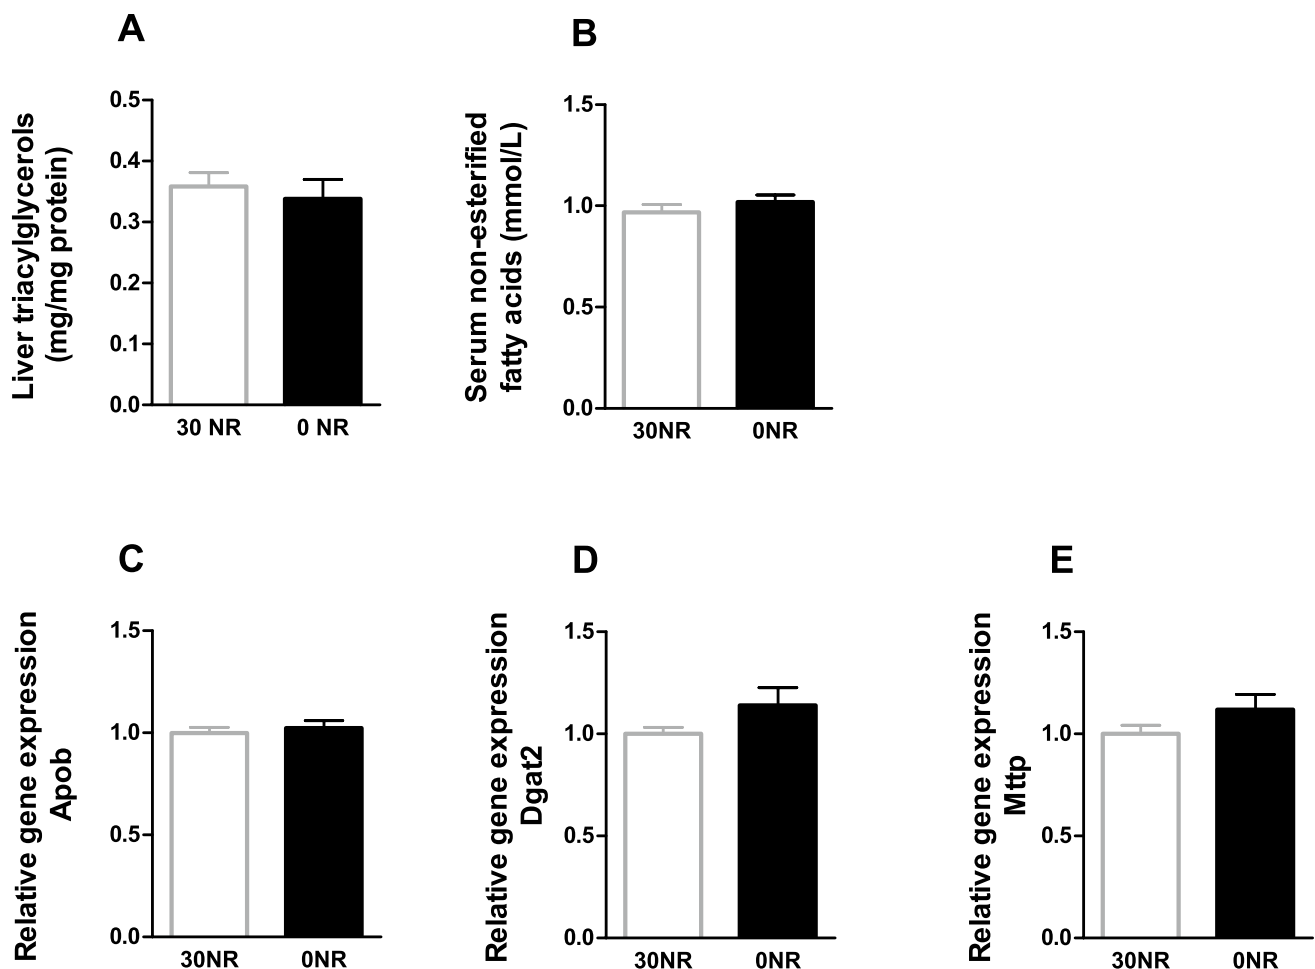 A
Liver triacylglycerols
(mg/mg protein)
0.5
0.4
0.3
0.2
0.1
0.0
30 NR
0 NR
B
Serum non-esterified
fatty acids (mmol/L)
1.5
1.0
0.5
0.0
30NR
0NR
C
Relative gene expression
Apob
1.5
1.0
0.5
0.0
30NR
0NR
D
Relative gene expression
Dgat2
1.5
1.0
0.5
0.0
30NR
0NR
E
Relative gene expression
Mttp
1.5
1.0
0.5
0.0
30NR
0NR